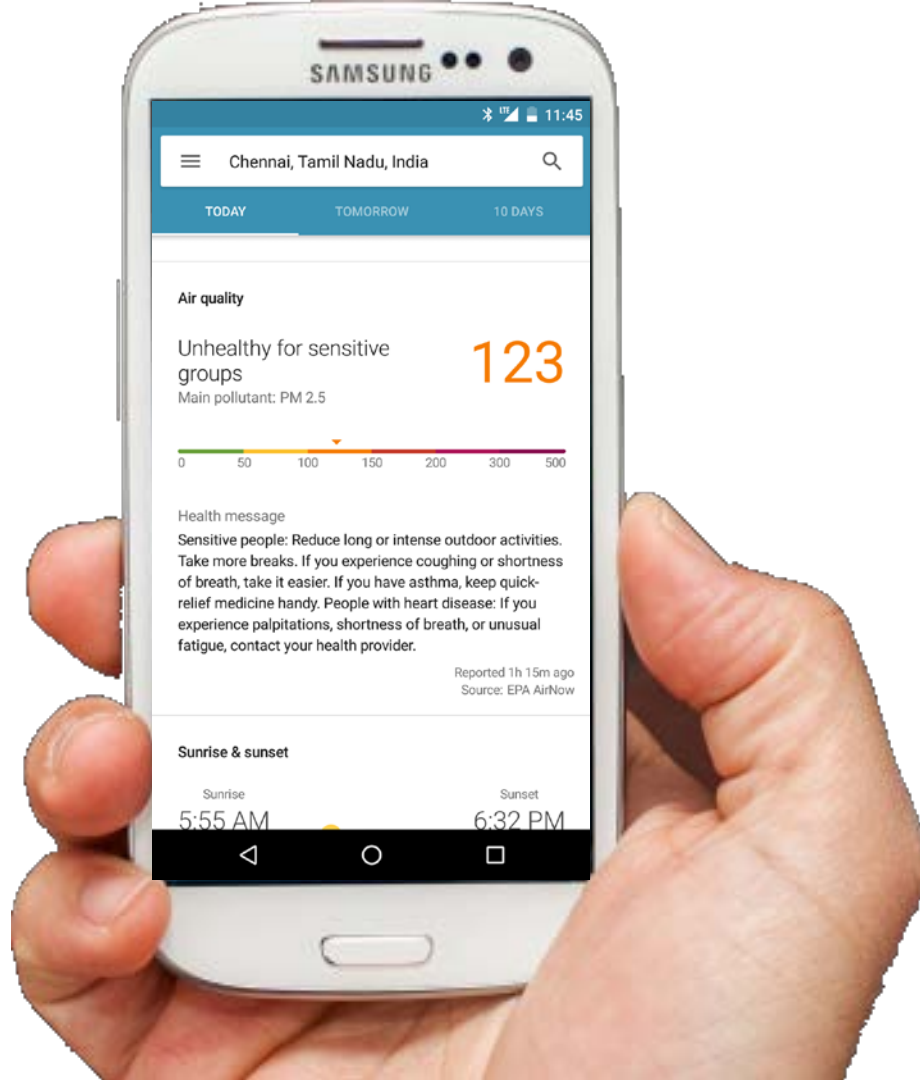 SAMSUNG
LTE 11:45
Chennai, Tamil Nadu, India
TODAY TOMORROW 10 DAYS
Air quality
Unhealthy for sensitive
groups
123
Main pollutant: PM 2.5
0 50 100 150 200 300 500
Health message
Sensitive people: Reduce long or intense outdoor activities.
Take more breaks. If you experience coughing or shortness
of breath, take it easier. If you have asthma, keep quick-
relief medicine handy. People with heart disease: If you
experience palpitations, shortness of breath, or unusual
fatigue, contact your health provider.
Reported 1h 15m ago
Source: EPA AirNow
Sunrise & sunset
Sunrise Sunset
5:55 AM 6:32 PM